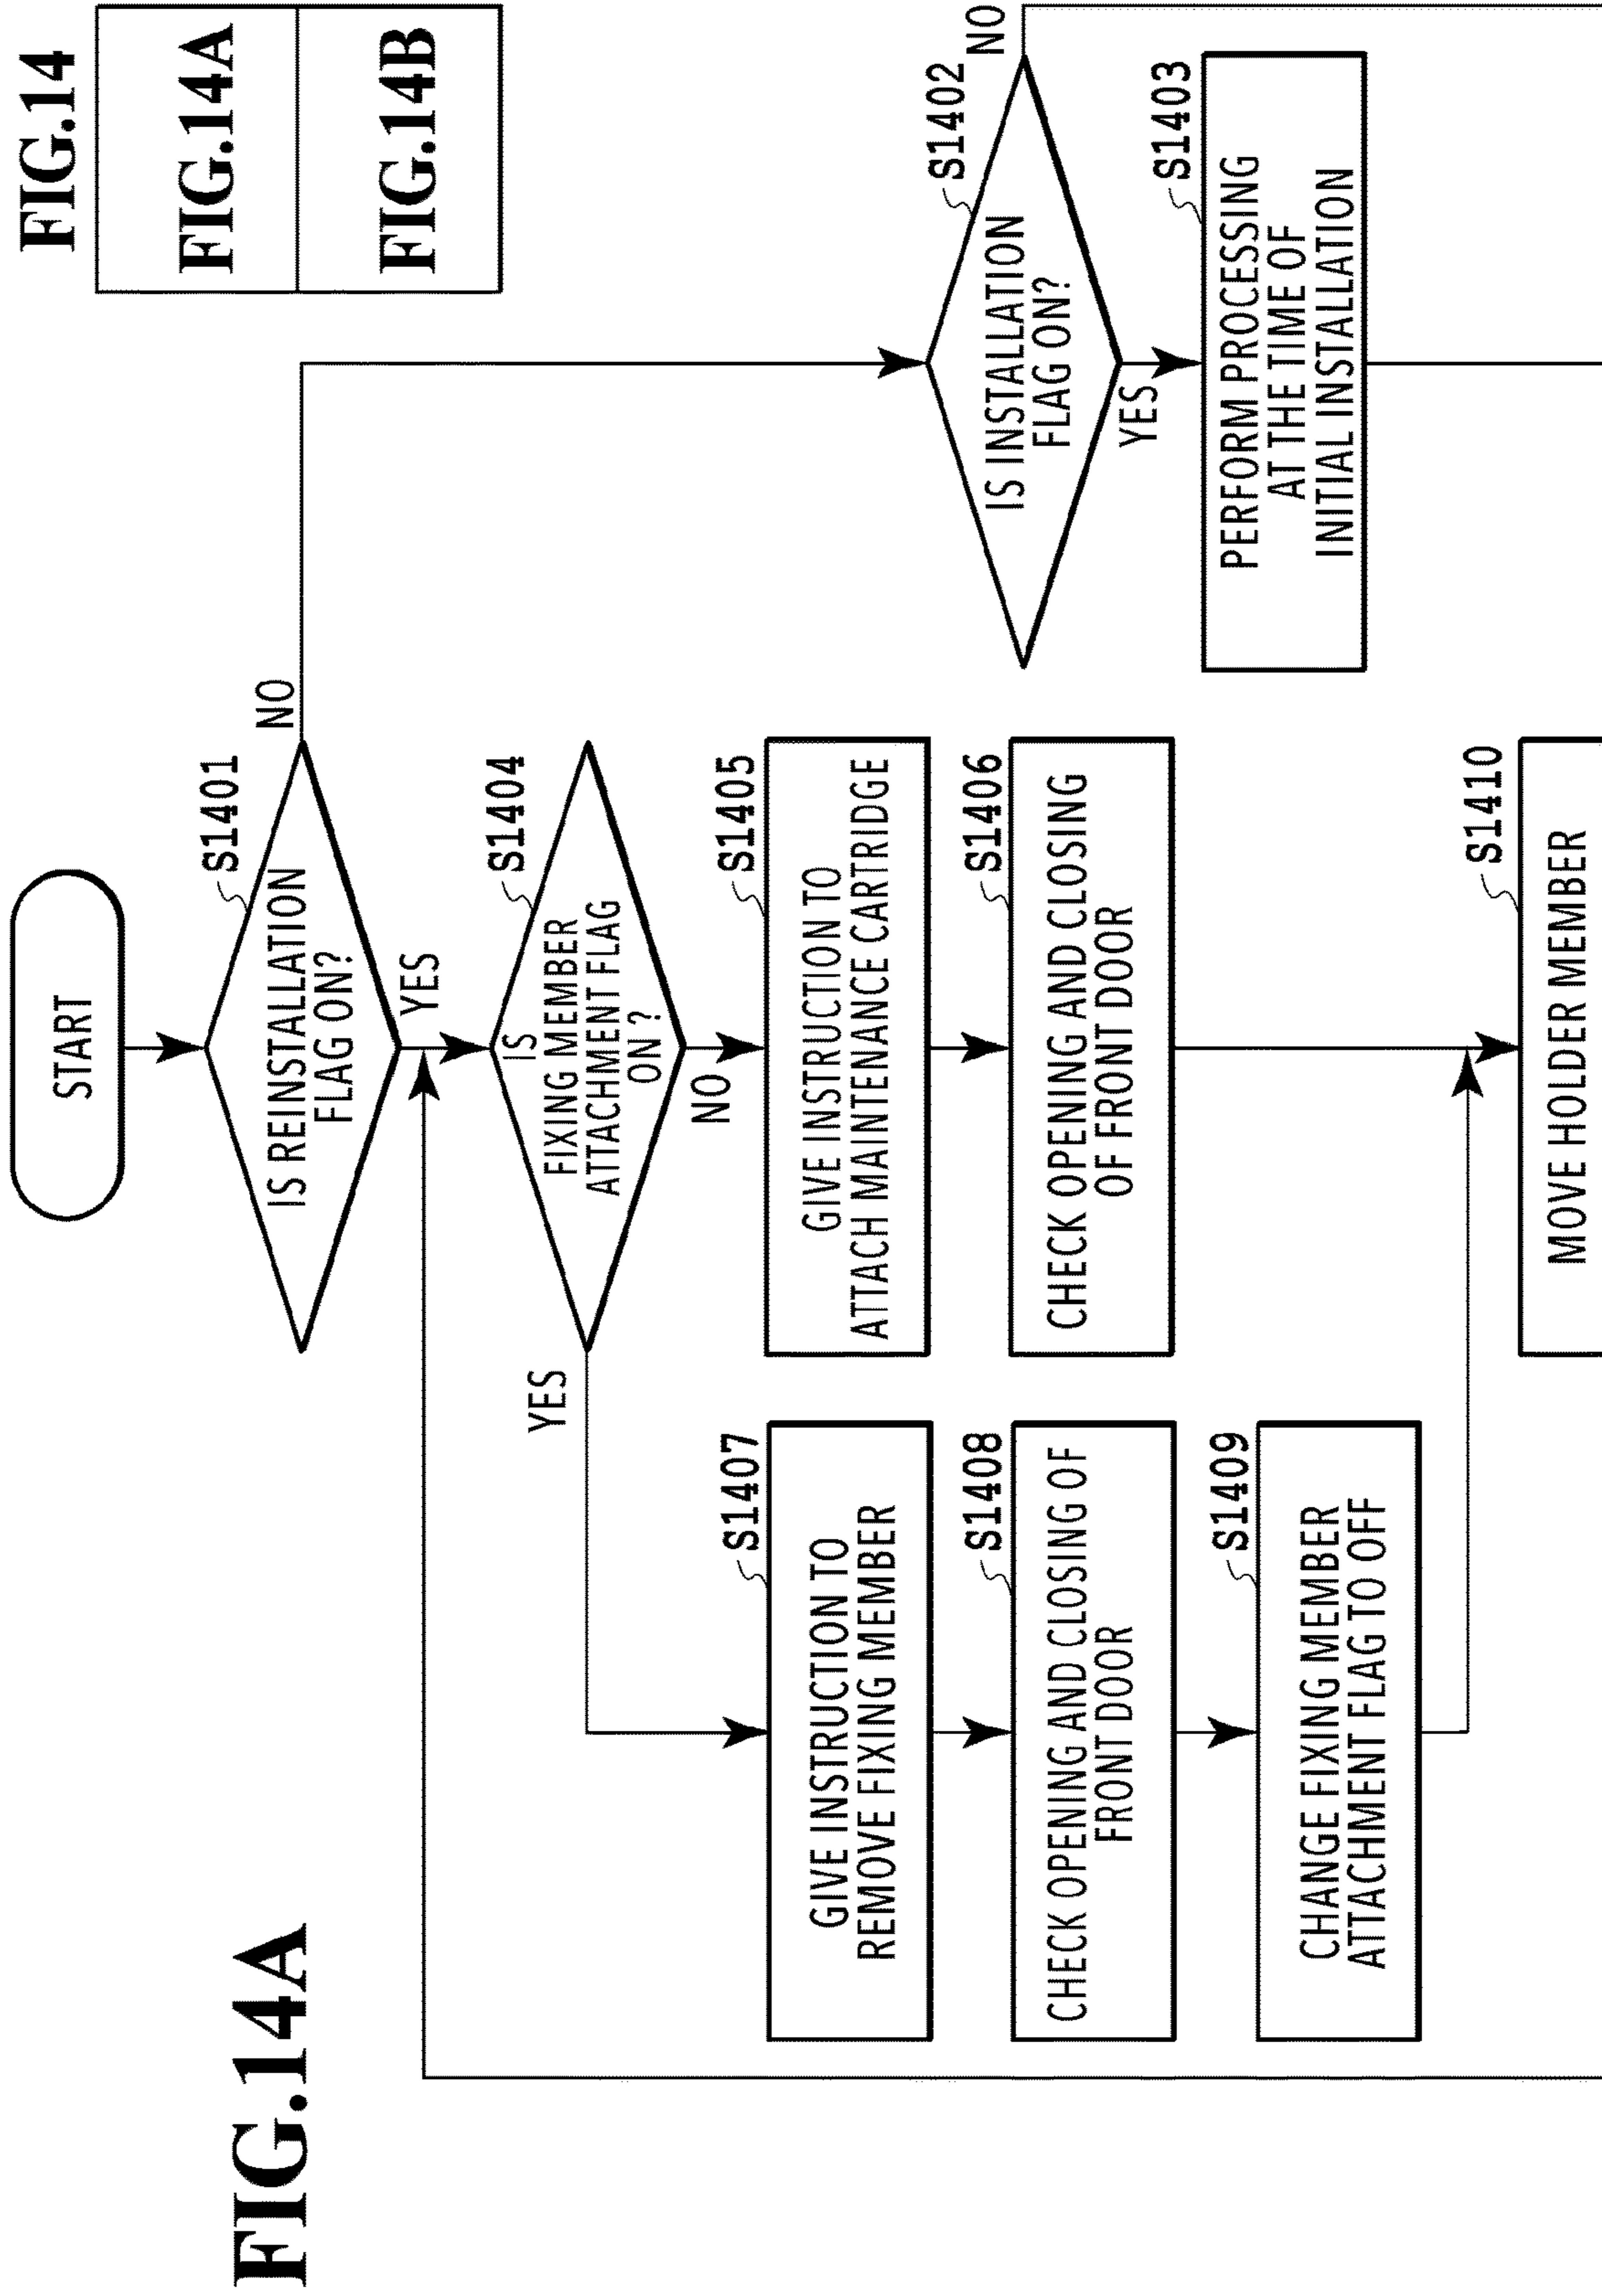 FIG.14A
FIG.14
FIG.14A
FIG.14B
START
S1401
IS REINSTALLATION
FLAG ON?
NO
YES
S1404
IS
FIXING MEMBER
ATTACHMENT FLAG
ON ?
YES
NO
S1402
IS INSTALLATION
FLAG ON?
NO
YES
S1403
PERFORM PROCESSING
AT THE TIME OF
INITIAL INSTALLATION
S1405
GIVE INSTRUCTION TO
ATTACH MAINTENANCE CARTRIDGE
S1406
CHECK OPENING AND CLOSING
OF FRONT DOOR
S1407
GIVE INSTRUCTION TO
REMOVE FIXING MEMBER
S1408
CHECK OPENING AND CLOSING OF
FRONT DOOR
S1409
CHANGE FIXING MEMBER
ATTACHMENT FLAG TO OFF
S1410
MOVE HOLDER MEMBER